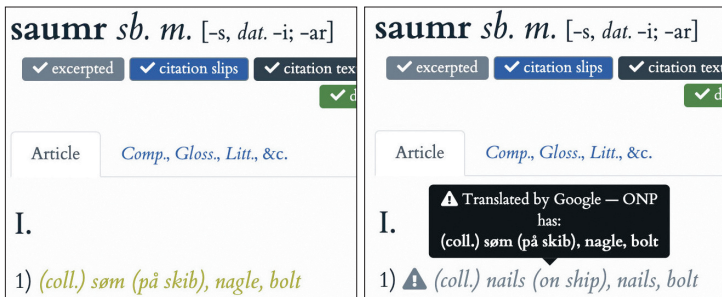 saumr sb. m. [-s, dat. -i; -ar]
excerpted citation slips citation tex
d
Article Comp., Gloss., Litt., &c.
I.
1) (coll.) søm (på skib), nagle, bolt
saumr sb. m. [-s, dat. -i; -ar]
excerpted citation slips citation tex
d
Article Comp., Gloss., Litt., &c.
Translated by Google — ONP
has:
(coll.) søm (på skib), nagle, bolt
I.
1) (coll.) nails (on ship), nails, bolt